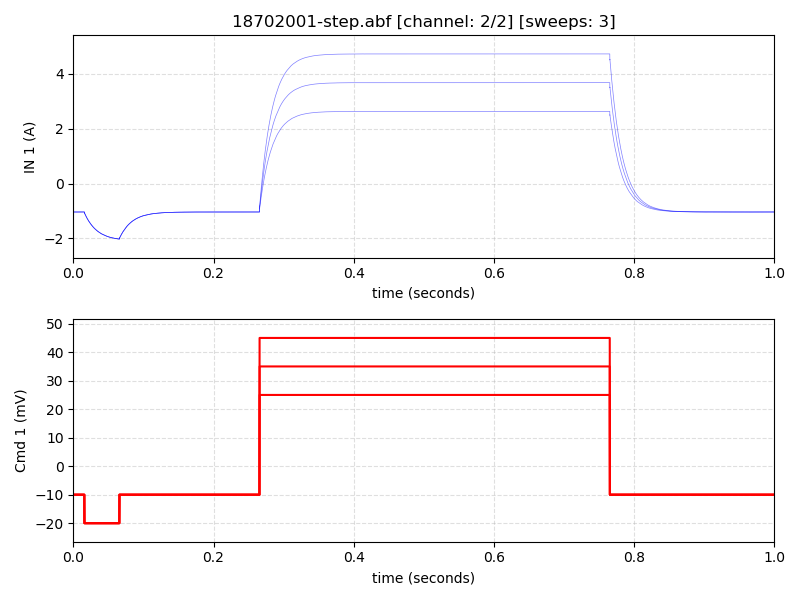 18702001-step.abf [channel: 2/2] [sweeps: 3]
IN 1 (A)
4
2
0
−2
0.0 0.2 0.4 0.6 0.8 1.0
time (seconds)
Cmd 1 (mV)
50
40
30
20
10
0
−10
−20
0.0 0.2 0.4 0.6 0.8 1.0
time (seconds)